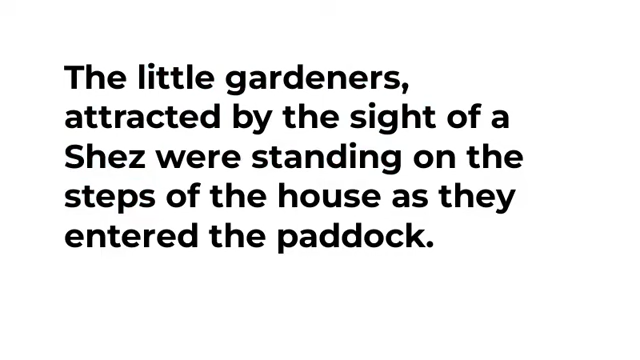 The little gardeners,
attracted by the sight of a
Shez were standing on the
steps of the house as they
entered the paddock.